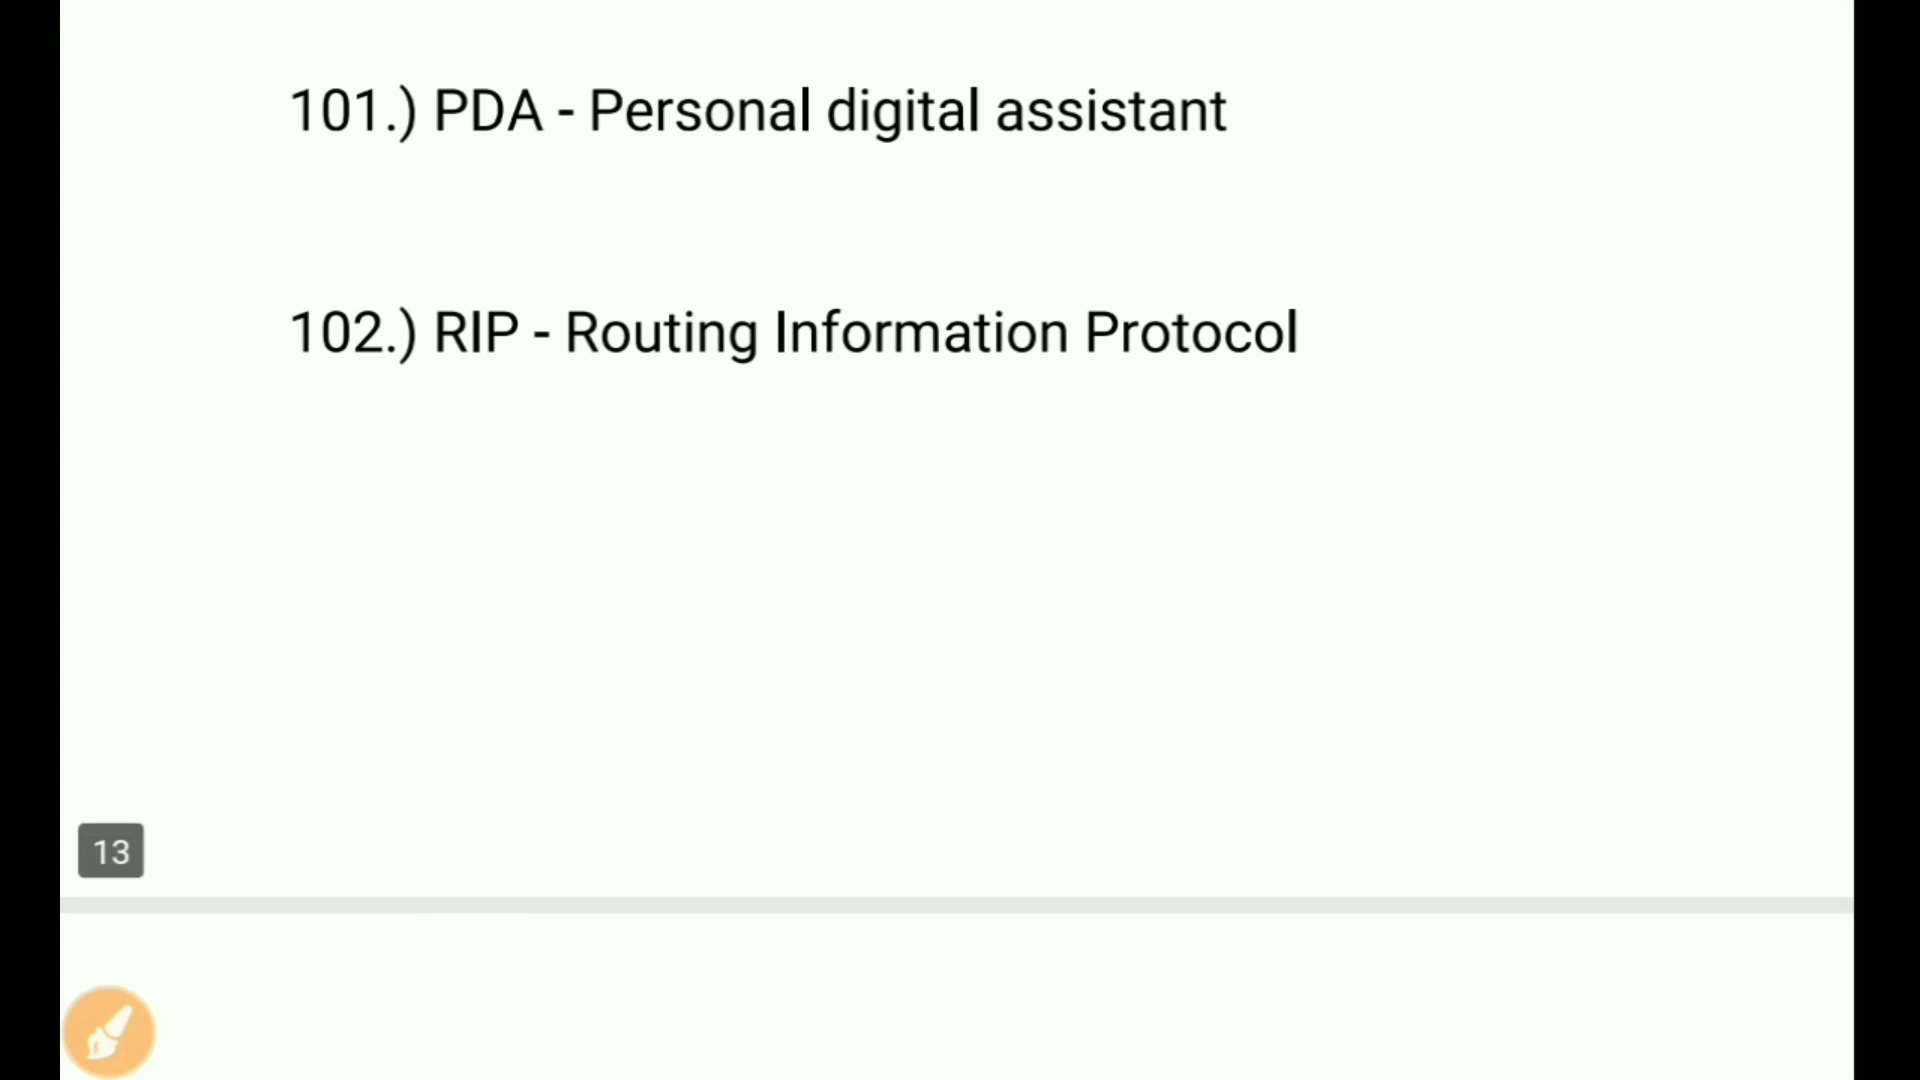 101.) PDA - Personal digital assistant
102.) RIP - Routing Information Protocol
13